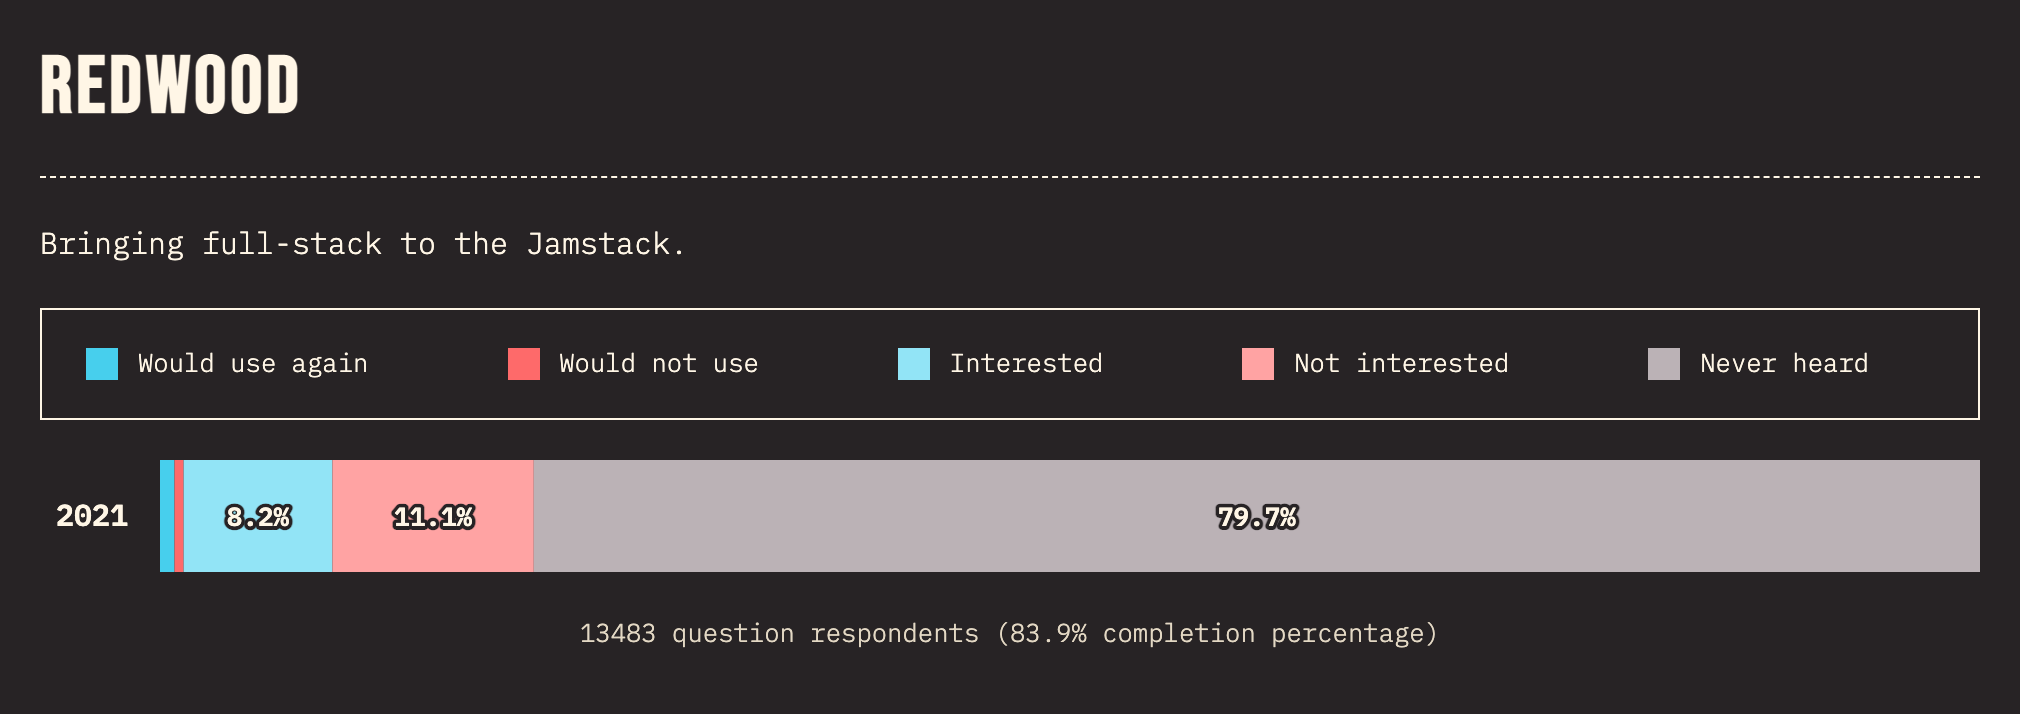 REDWOOD
Bringing full-stack to the Jamstack.
Would use again Would not use Interested Not interested Never heard
2021 8.2% 11.1% 79.7%
13483 question respondents (83.9% completion percentage)